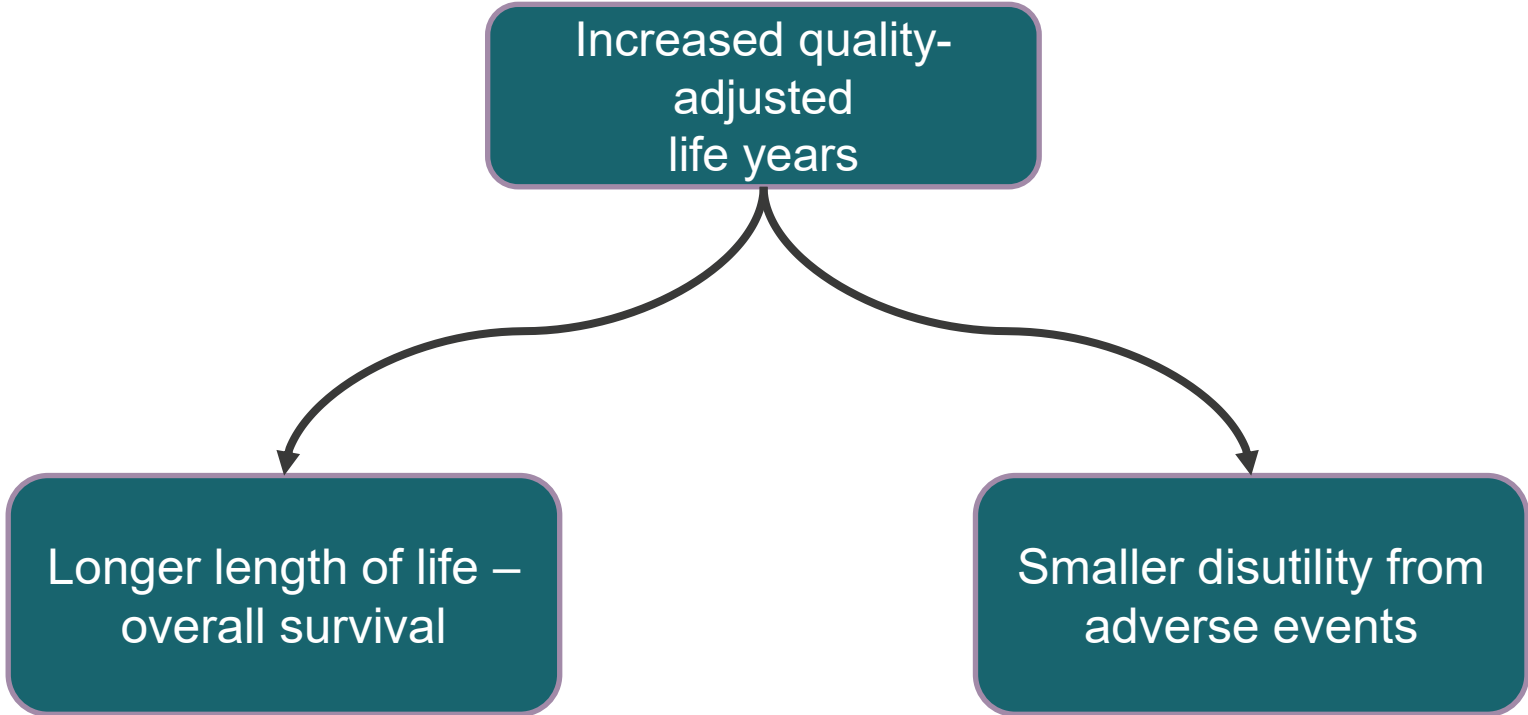 Increased quality-
adjusted
life years
Longer length of life –
overall survival
Smaller disutility from
adverse events